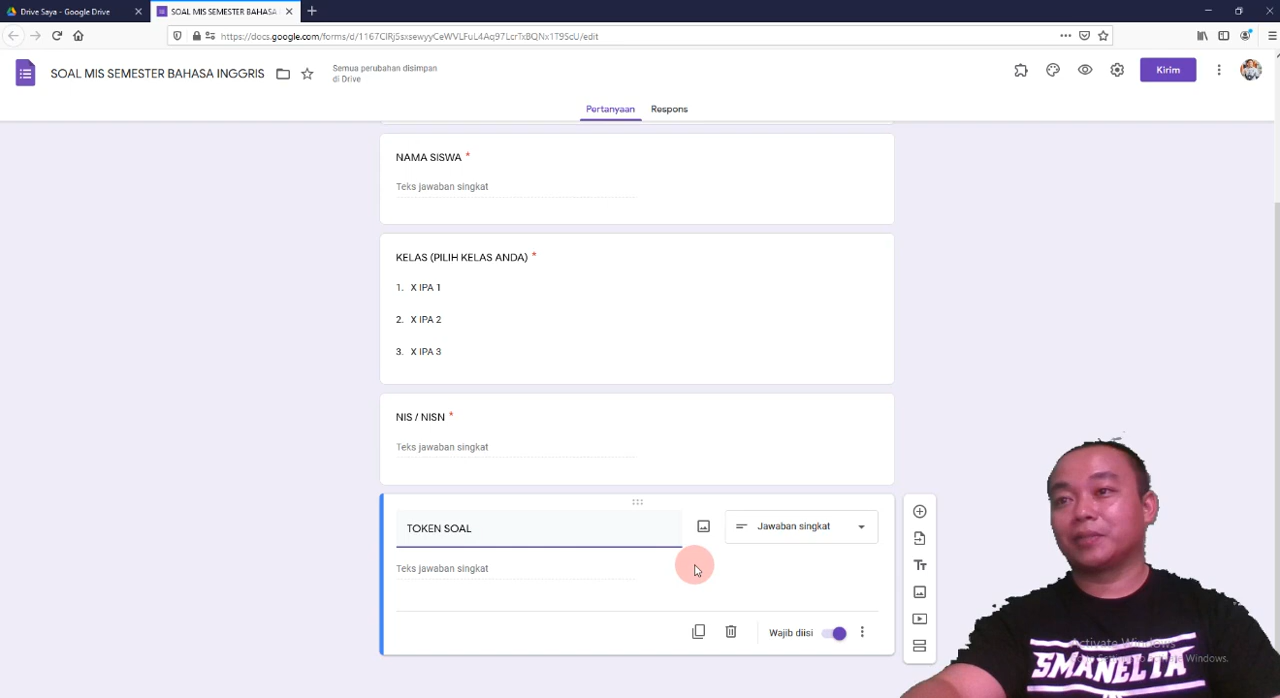 Drive Saya - Google Drive
SOAL MIS SEMESTER BAHASA
https://docs.google.com/forms/d/1167ClRjSsxsewyyCeWVLFuL4Aq97LcrTxBQNx1T9ScU/edit
SOAL MIS SEMESTER BAHASA INGGRIS
Semua perubahan disimpan
di Drive
Kirim
Pertanyaan
Respons
NAMA SISWA *
Teks jawaban singkat
KELAS (PILIH KELAS ANDA) *
1. X IPA 1
2. X IPA 2
3. X IPA 3
NIS / NISN *
Teks jawaban singkat
TOKEN SOAL
Jawaban singkat
Teks jawaban singkat
Wajib diisi
Activate Windows
to Activate Windows.
SMANELTA